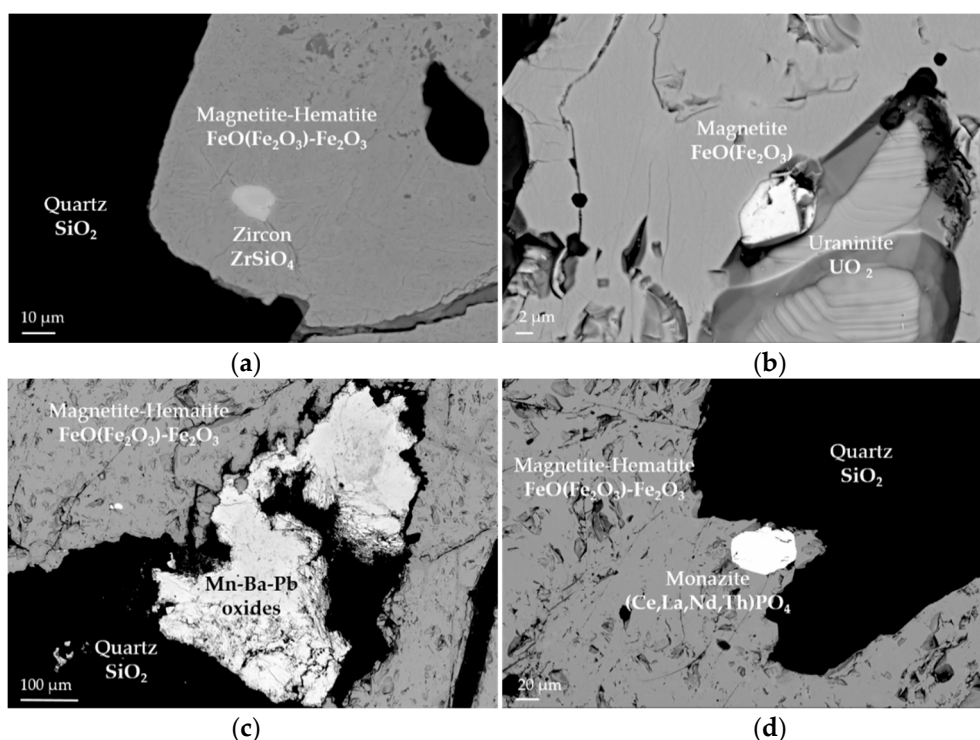 Magnetite-Hematite
FeO(Fe₂O₃)-Fe₂O₃
Quartz
SiO₂
Zircon
ZrSiO₄
10 µm
(a)
Magnetite
FeO(Fe₂O₃)
Uraninite
UO₂
2 µm
(b)
Magnetite-Hematite
FeO(Fe₂O₃)-Fe₂O₃
Mn-Ba-Pb
oxides
Quartz
SiO₂
100 µm
(c)
Quartz
SiO₂
Magnetite-Hematite
FeO(Fe₂O₃)-Fe₂O₃
Monazite
(Ce,La,Nd,Th)PO₄
20 µm
(d)